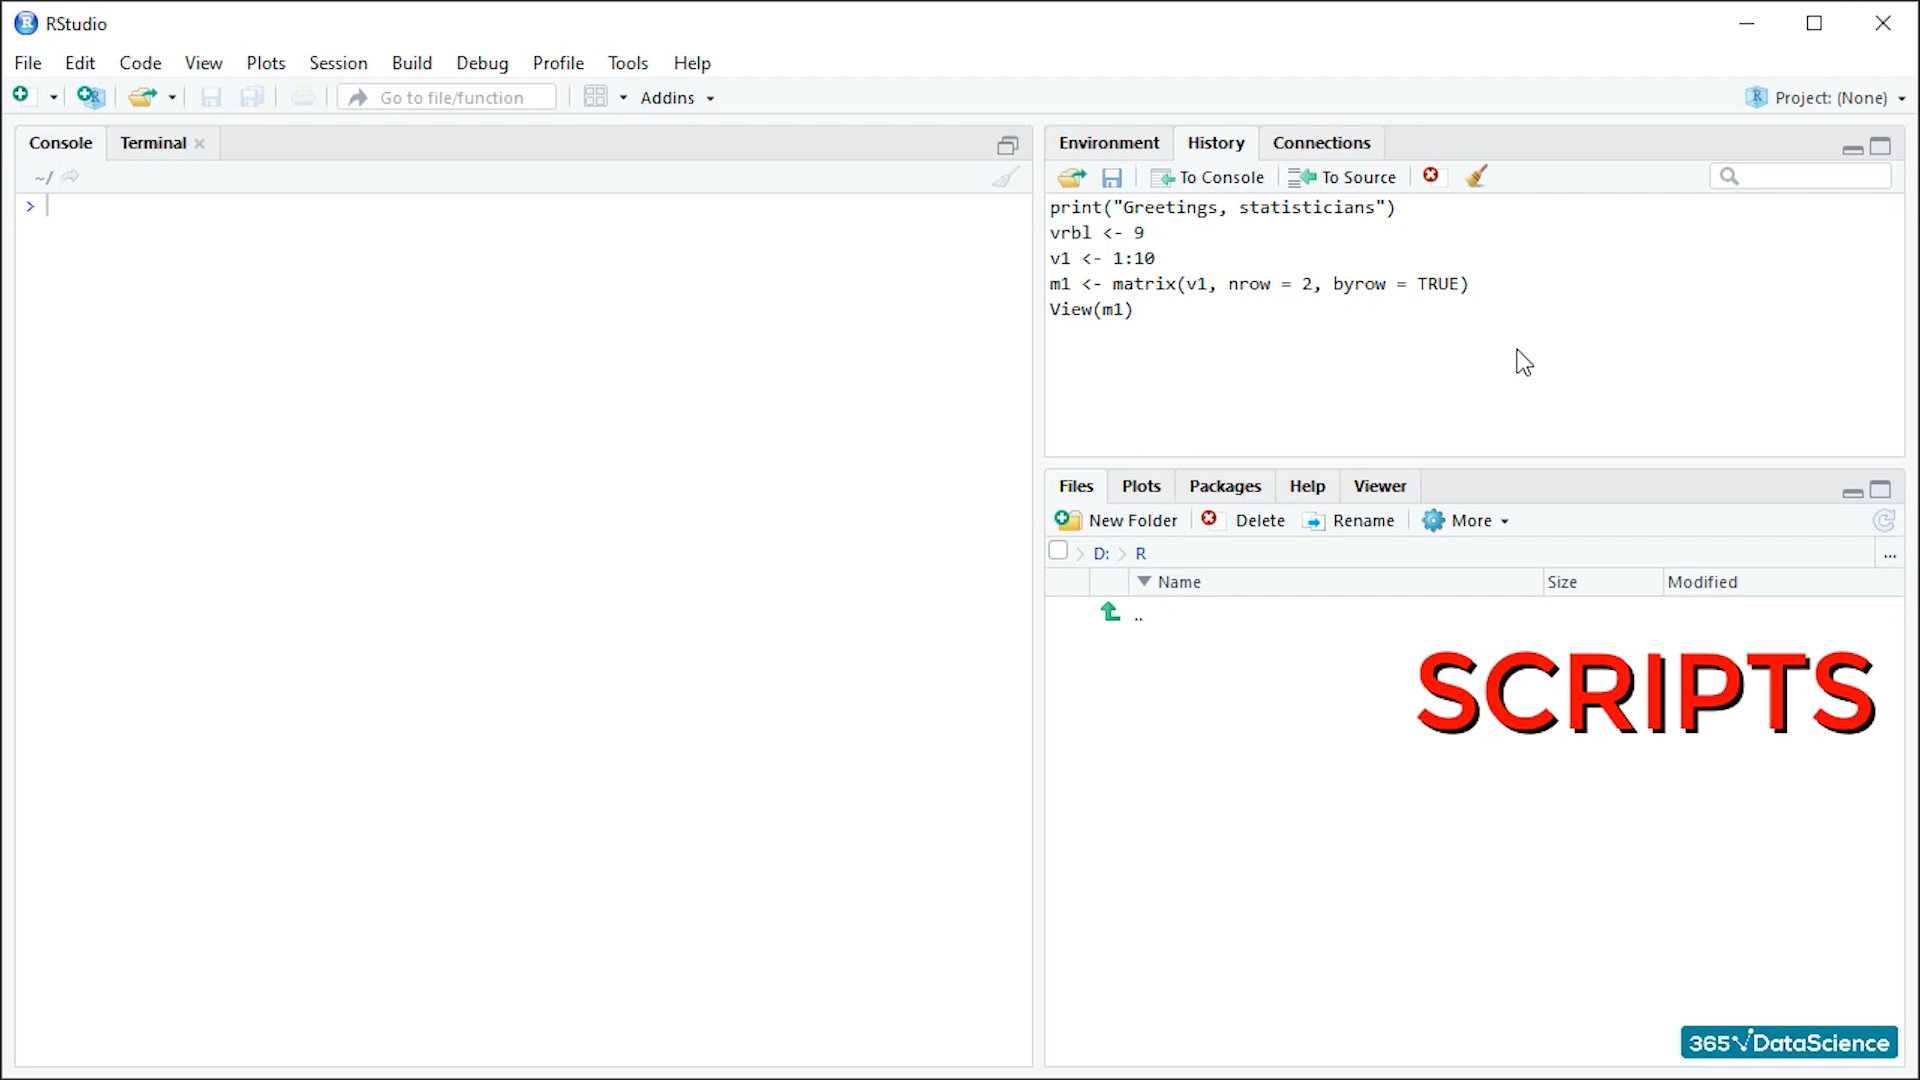 RStudio
File Edit Code View Plots Session Build Debug Profile Tools Help
Go to file/function Addins Project: (None)
Console Terminal
~/
>
Environment History Connections
To Console To Source
print("Greetings, statisticians")
vrbl <- 9
v1 <- 1:10
m1 <- matrix(v1, nrow = 2, byrow = TRUE)
View(m1)
Files Plots Packages Help Viewer
New Folder Delete Rename More
D: R ...
Name Size Modified
..
SCRIPTS
365 DataScience